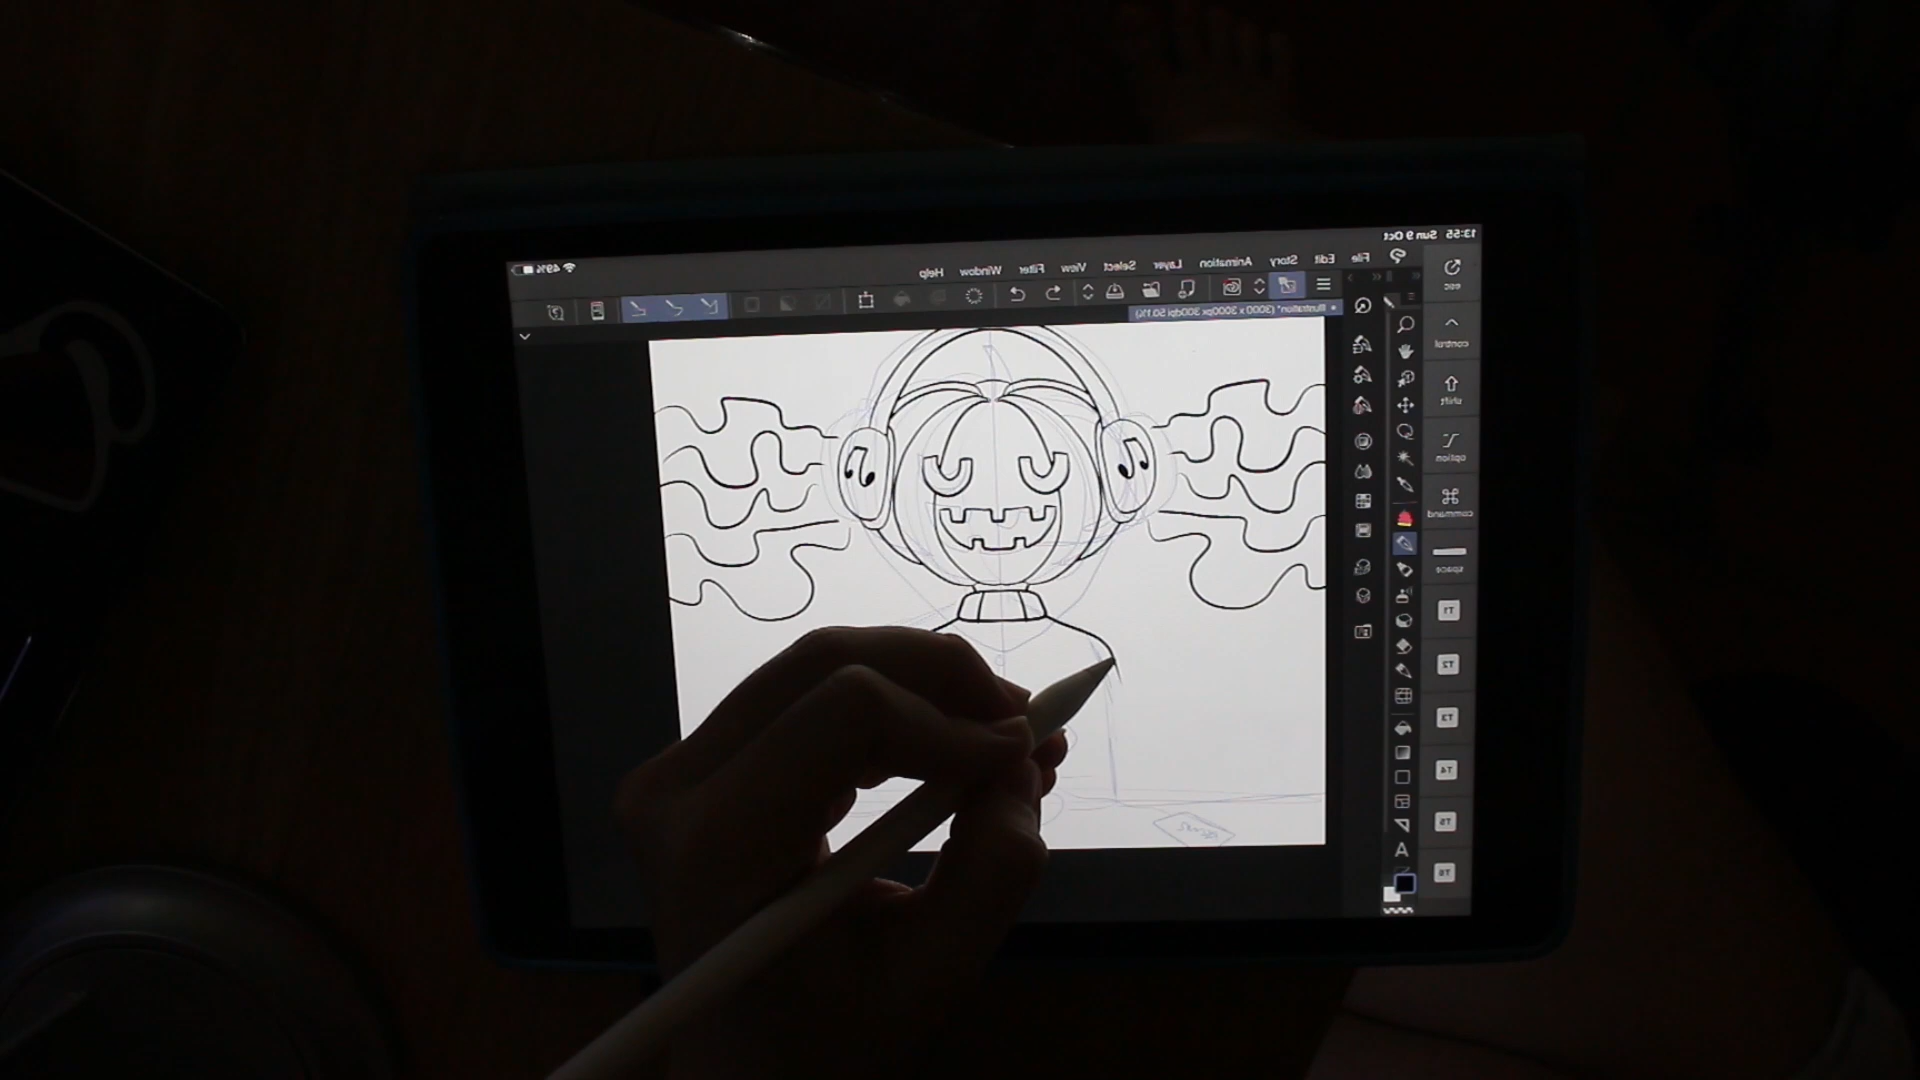 13:55 Sun 9 Oct
49%
File Edit Story Animation Layer Select View Filter Window Help
Illustration* (3000 x 3000px 300dpi 50.1%)
esc
control
shift
option
command
space
T1
T2
T3
T4
T5
T6
A